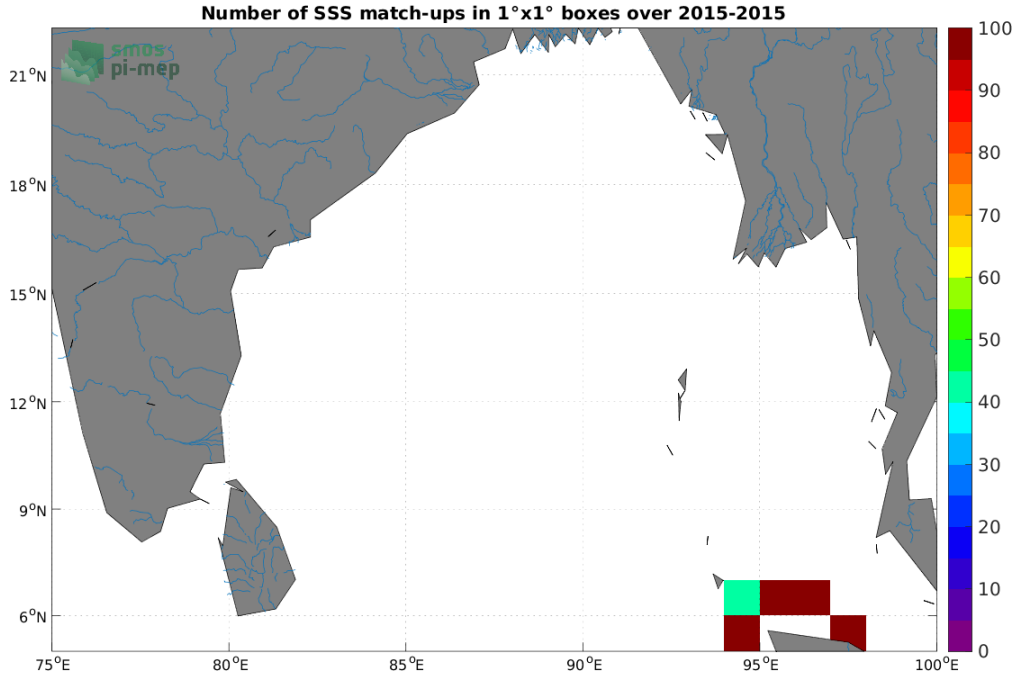 Number of SSS match-ups in 1°x1° boxes over 2015-2015
smos
pi-mep
21°N
18°N
15°N
12°N
9°N
6°N
75°E
80°E
85°E
90°E
95°E
100°E
100
90
80
70
60
50
40
30
20
10
0